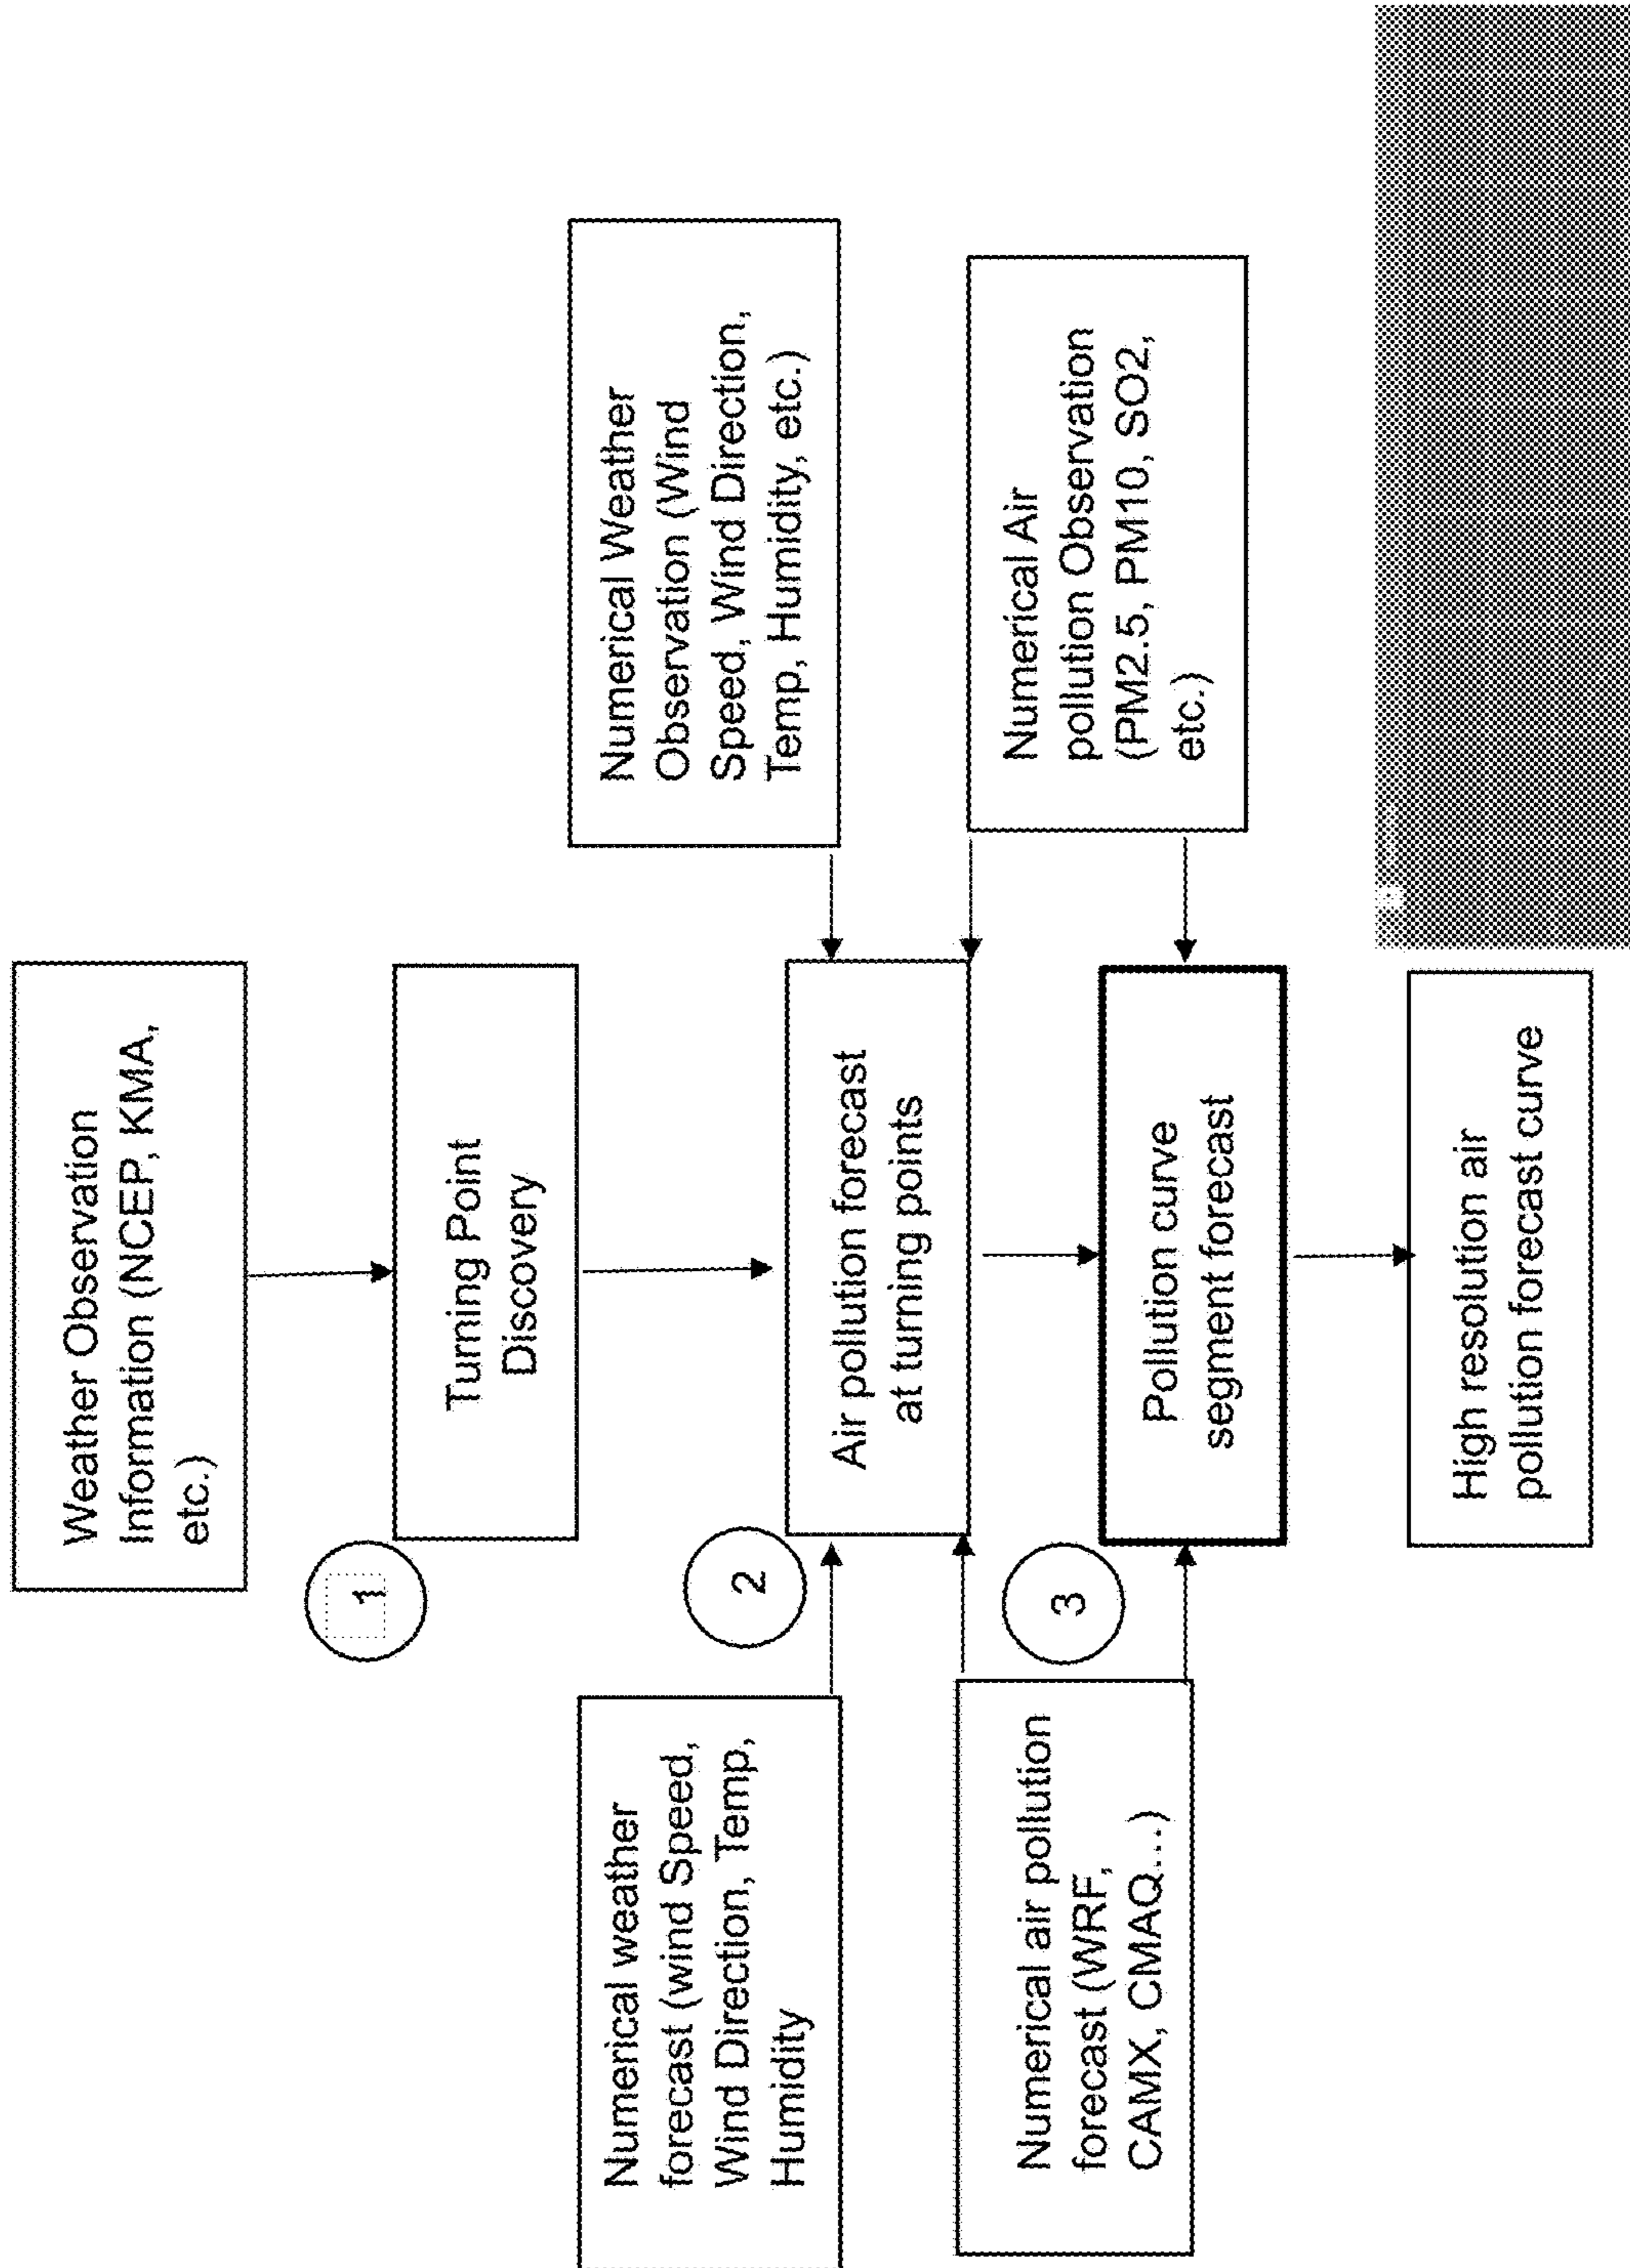 Weather Observation
Information (NCEP, KMA,
etc.)
1
Turning Point
Discovery
Numerical weather
forecast (wind Speed,
Wind Direction, Temp,
Humidity
2
Air pollution forecast
at turning points
Numerical Weather
Observation (Wind
Speed, Wind Direction,
Temp, Humidity, etc.)
Numerical air pollution
forecast (WRF,
CAMX, CMAQ...)
3
Pollution curve
segment forecast
Numerical Air
pollution Observation
(PM2.5, PM10, SO2,
etc.)
High resolution air
pollution forecast curve